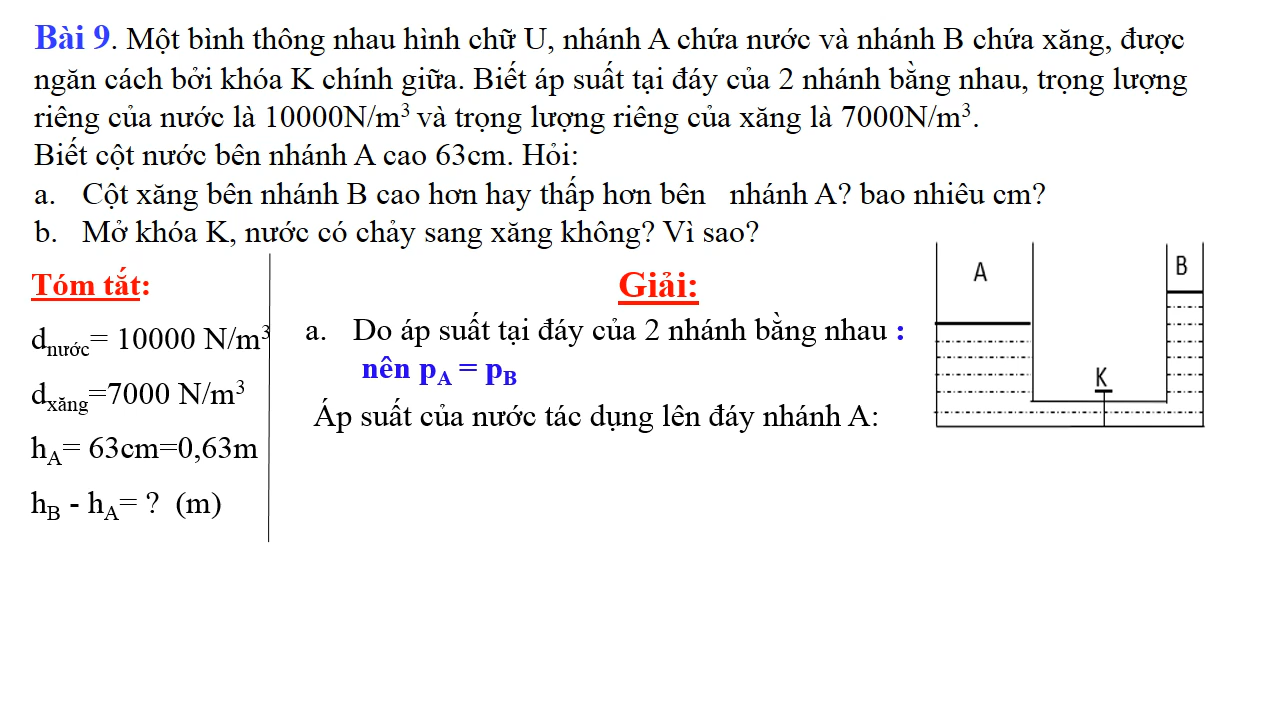 Bài 9. Một bình thông nhau hình chữ U, nhánh A chứa nước và nhánh B chứa xăng, được
ngăn cách bởi khóa K chính giữa. Biết áp suất tại đáy của 2 nhánh bằng nhau, trọng lượng
riêng của nước là 10000N/m³ và trọng lượng riêng của xăng là 7000N/m³.
Biết cột nước bên nhánh A cao 63cm. Hỏi:
a. Cột xăng bên nhánh B cao hơn hay thấp hơn bên nhánh A? bao nhiêu cm?
b. Mở khóa K, nước có chảy sang xăng không? Vì sao?
Tóm tắt:
dnước= 10000 N/m³
dxăng=7000 N/m³
hA= 63cm=0,63m
hB - hA= ? (m)
Giải:
a. Do áp suất tại đáy của 2 nhánh bằng nhau :
nên pA = pB
Áp suất của nước tác dụng lên đáy nhánh A:
A
B
K